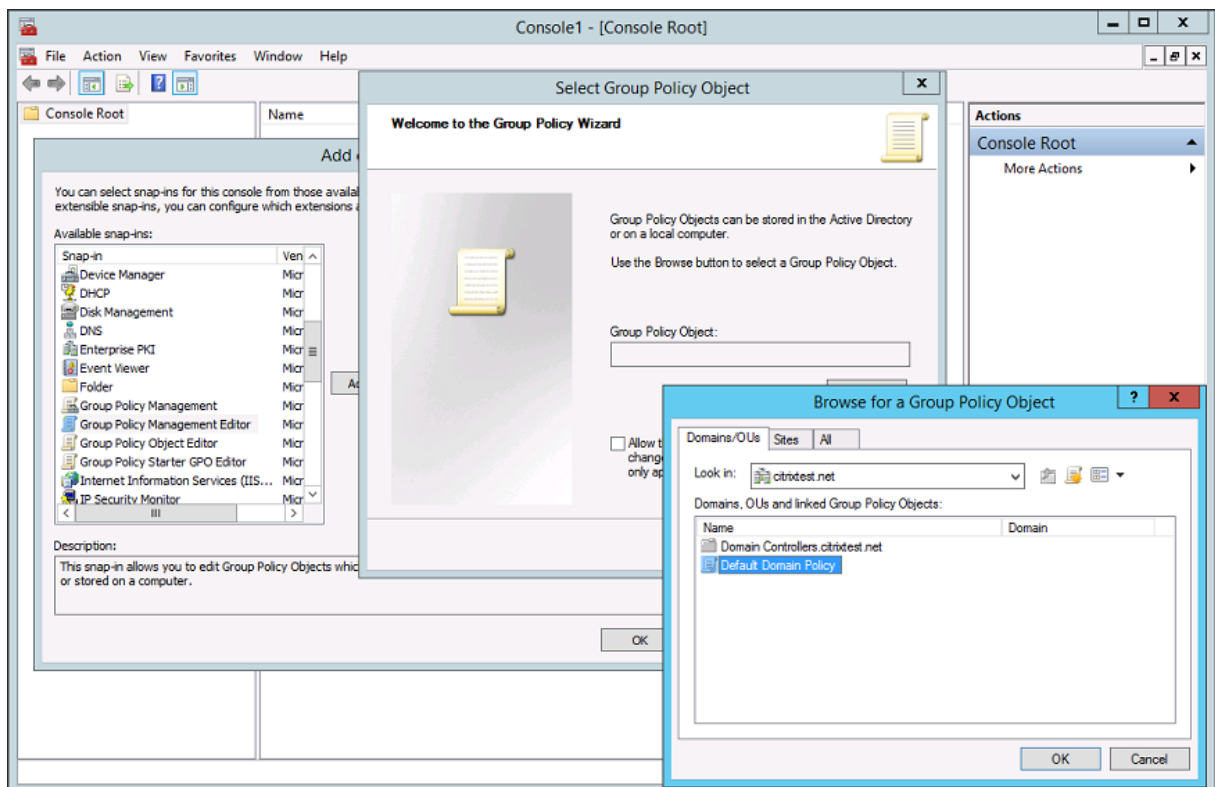 Console1 - [Console Root]
File Action View Favorites Window Help
Console Root
Name
Actions
Console Root
More Actions
Add
You can select snap-ins for this console from those
extensible snap-ins, you can configure which extensions
Available snap-ins:
Snap-in Ven
Device Manager Micr
DHCP Micr
Disk Management Micr
DNS Micr
Enterprise PKI Micr
Event Viewer Micr
Folder Micr
Group Policy Management Micr
Group Policy Management Editor Micr
Group Policy Object Editor Micr
Group Policy Starter GPO Editor Micr
Internet Information Services (IIS... Micr
IP Security Monitor Micr
Description:
This snap-in allows you to edit Group Policy Objects
or stored on a computer.
OK
Select Group Policy Object
Welcome to the Group Policy Wizard
Group Policy Objects can be stored in the Active Directory
or on a local computer.
Use the Browse button to select a Group Policy Object.
Group Policy Object:
Allow
only
Browse for a Group Policy Object
Domains/OUs Sites All
Look in: citrixtest.net
Domains, OUs and linked Group Policy Objects:
Name Domain
Domain Controllers.citrixtest.net
Default Domain Policy
OK Cancel